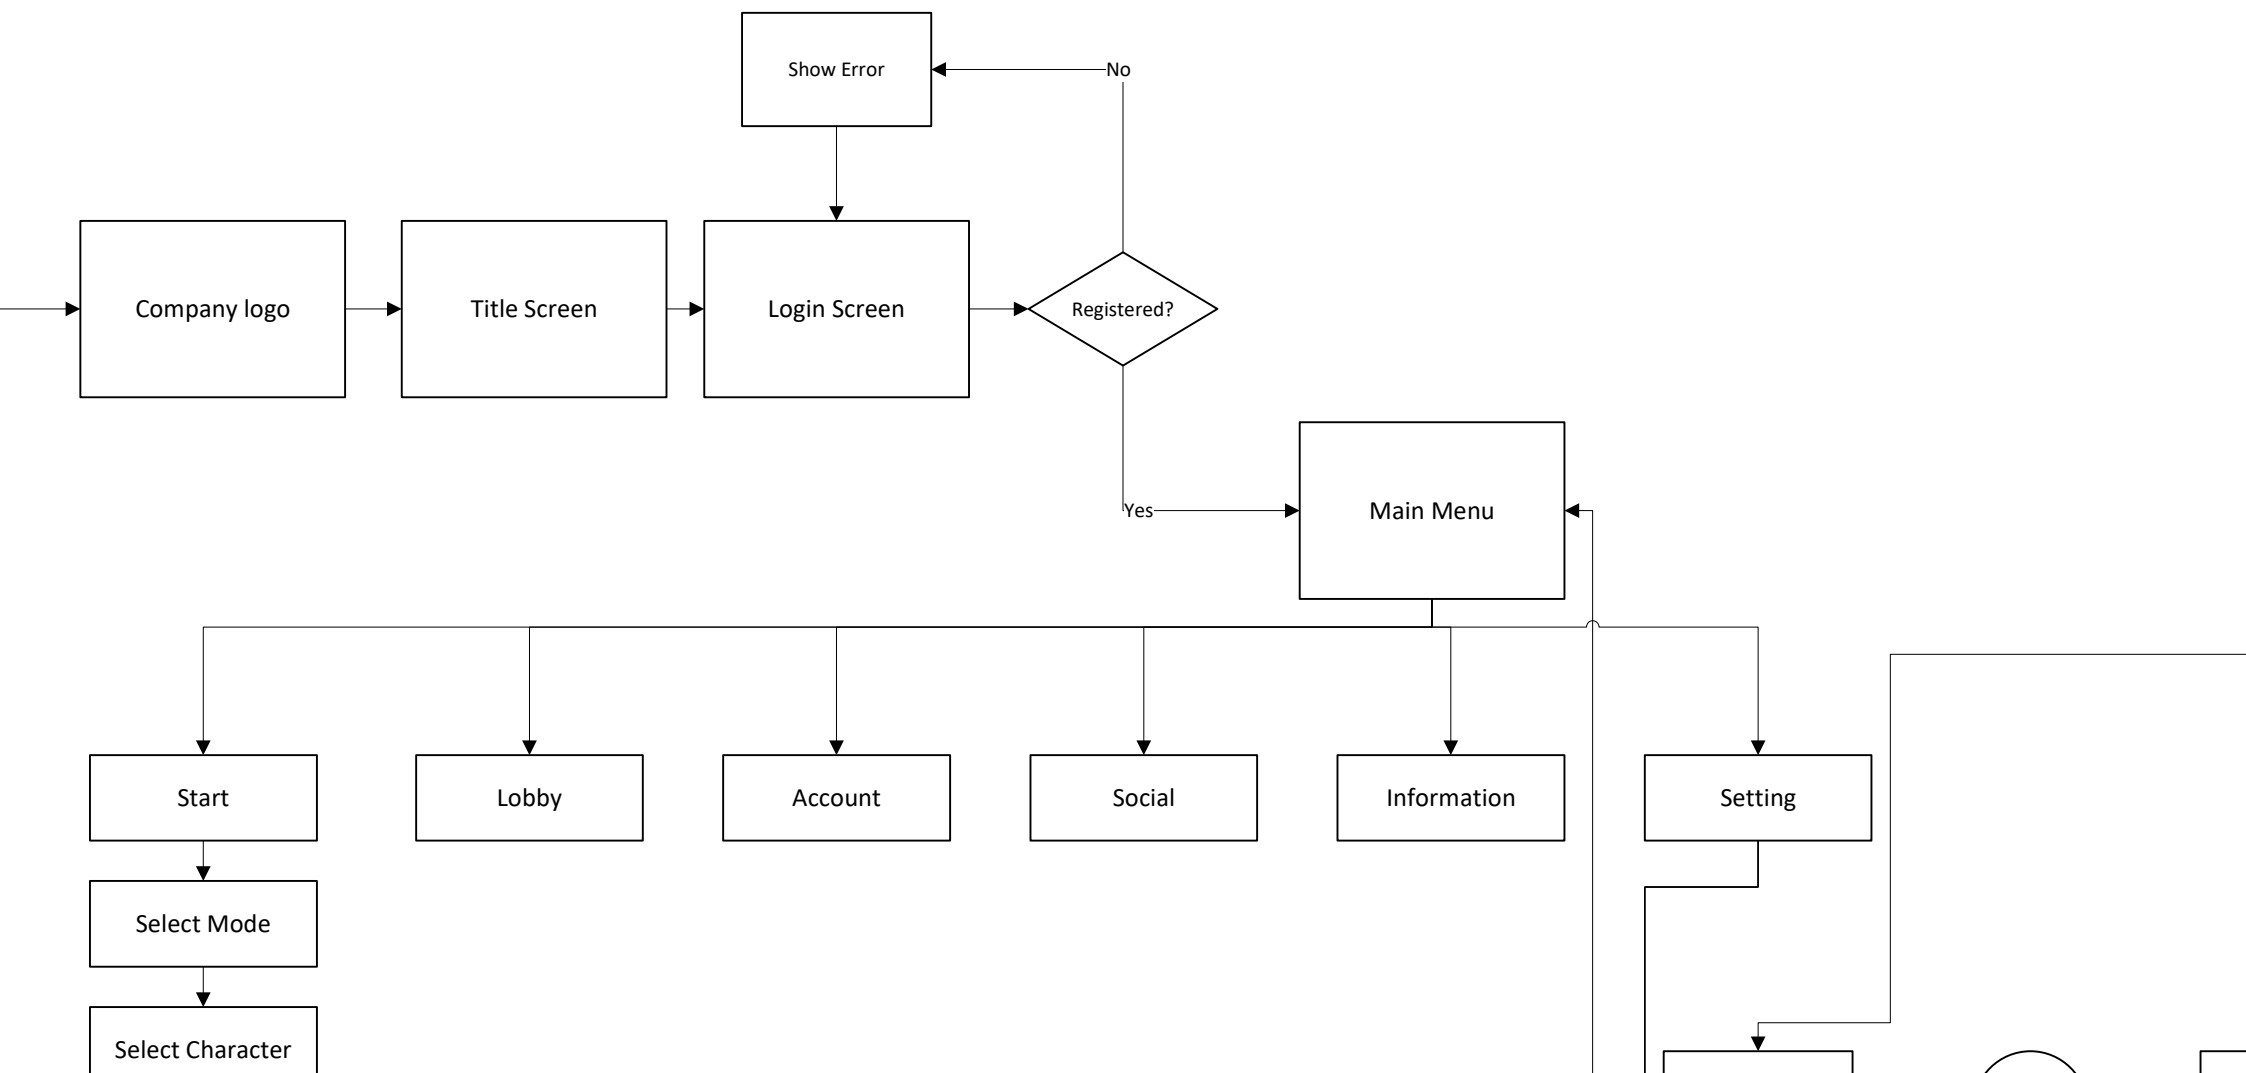 Show Error
No
Company logo
Title Screen
Login Screen
Registered?
Yes
Main Menu
Start
Lobby
Account
Social
Information
Setting
Select Mode
Select Character